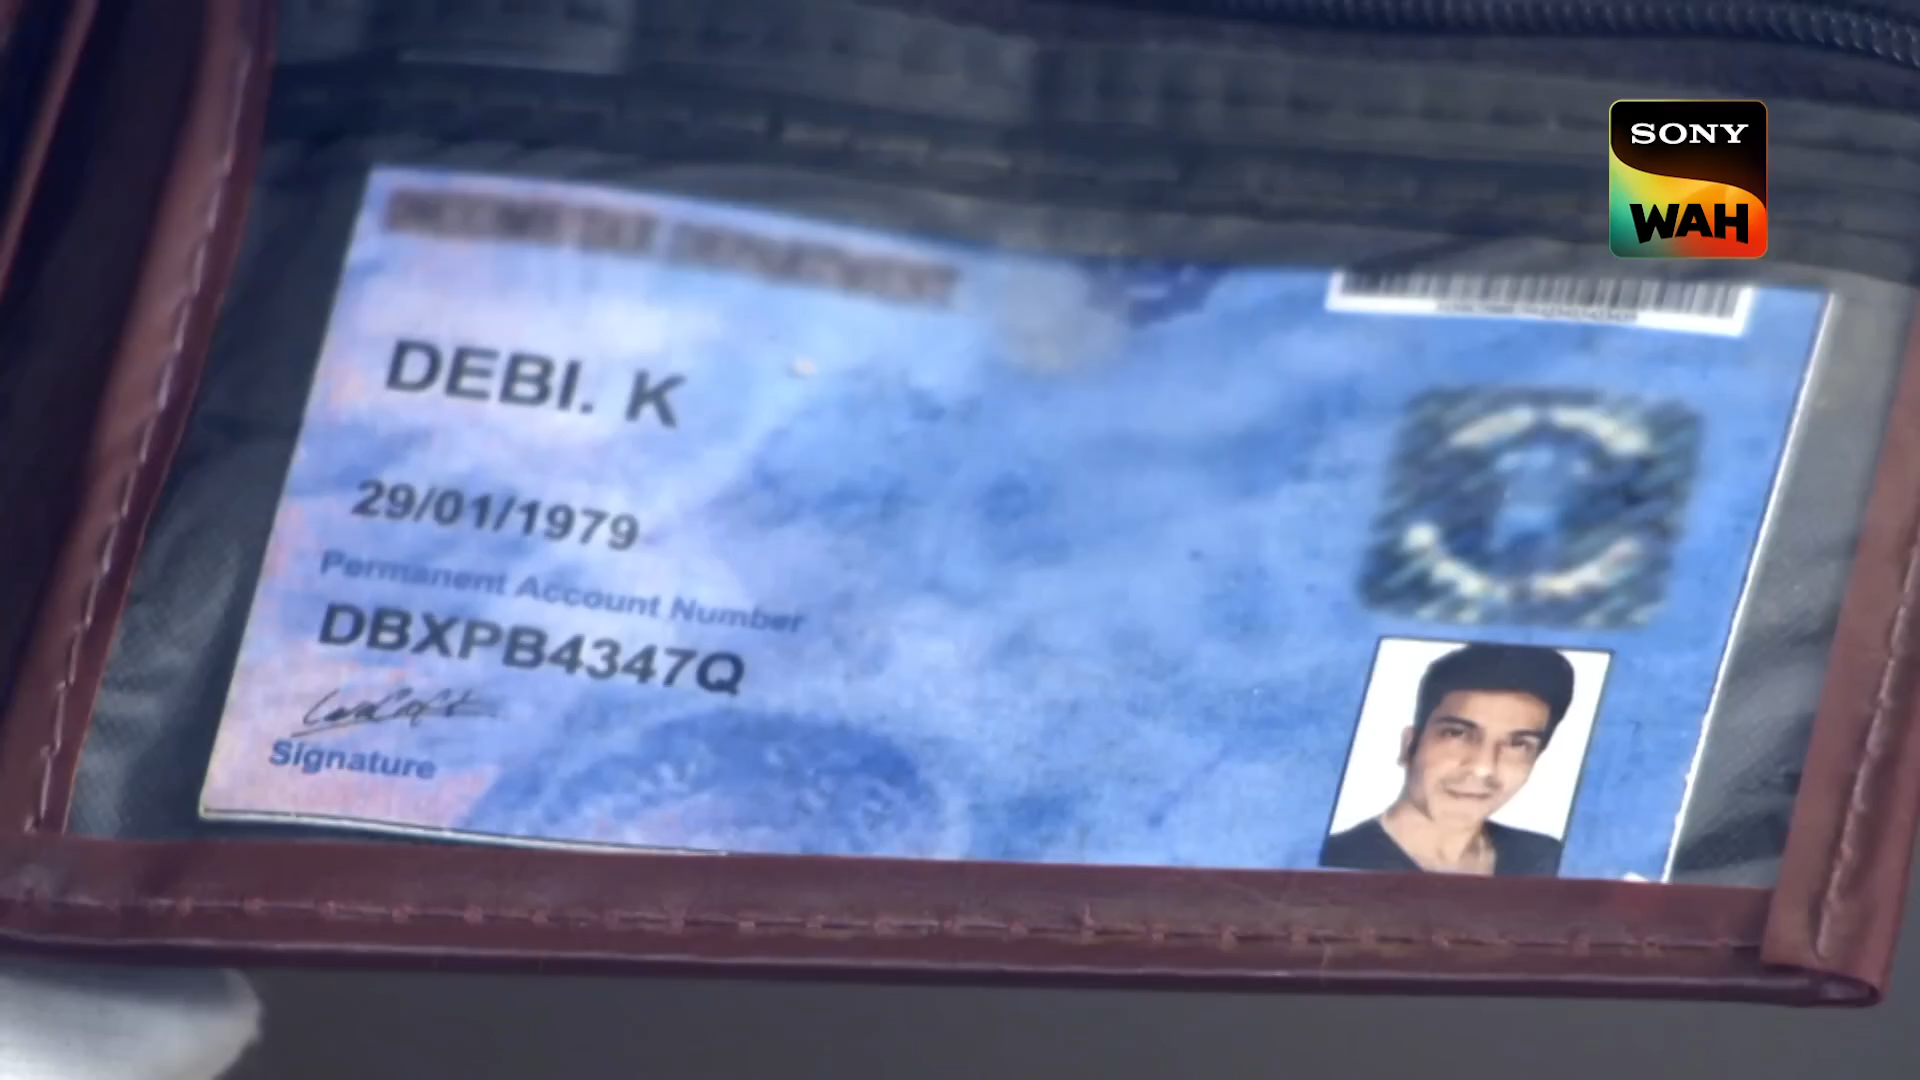 SONY
WAH
DEBI. K
29/01/1979
Permanent Account Number
DBXPB4347Q
Signature